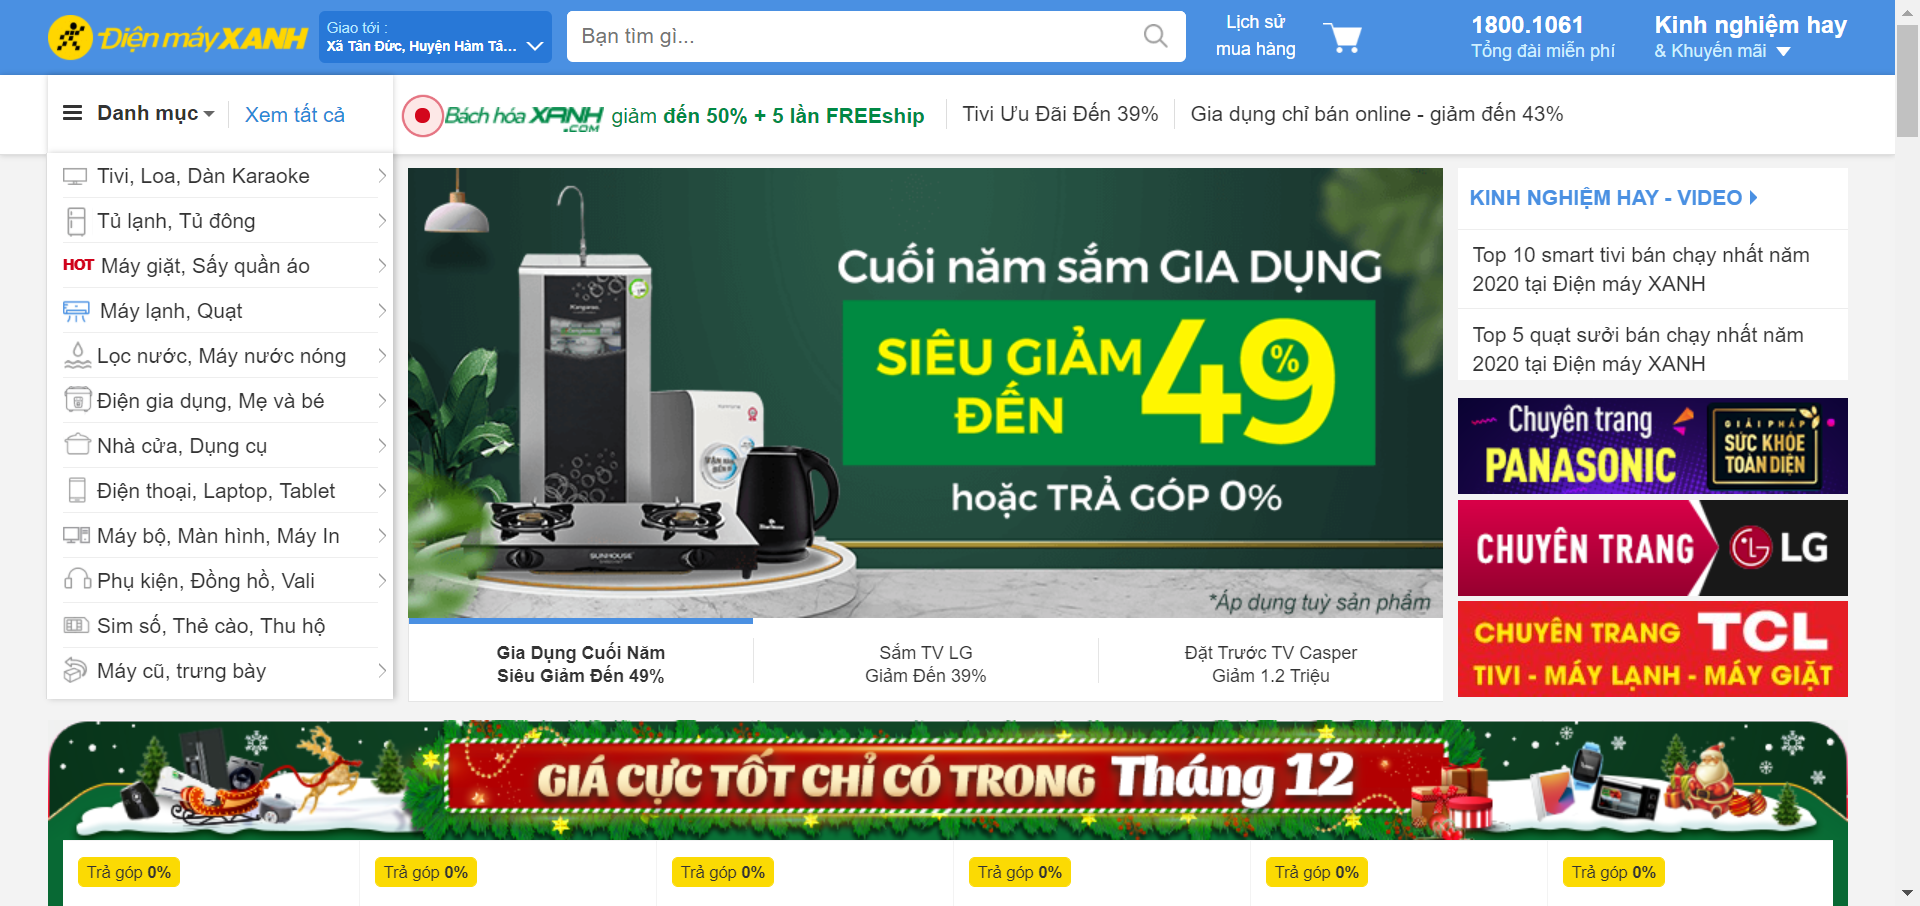 Điện máy XANH
Giao tới :
Xã Tân Đức, Huyện Hàm Tâ...
Bạn tìm gì...
Lịch sử
mua hàng
1800.1061
Tổng đài miễn phí
Kinh nghiệm hay
& Khuyến mãi
Danh mục
Xem tất cả
Bách hóa XANH .COM giảm đến 50% + 5 lần FREEship
Tivi Ưu Đãi Đến 39%
Gia dụng chỉ bán online - giảm đến 43%
Tivi, Loa, Dàn Karaoke
Tủ lạnh, Tủ đông
HOT Máy giặt, Sấy quần áo
Máy lạnh, Quạt
Lọc nước, Máy nước nóng
Điện gia dụng, Mẹ và bé
Nhà cửa, Dụng cụ
Điện thoại, Laptop, Tablet
Máy bộ, Màn hình, Máy In
Phụ kiện, Đồng hồ, Vali
Sim số, Thẻ cào, Thu hộ
Máy cũ, trưng bày
Cuối năm sắm GIA DỤNG
SIÊU GIẢM
ĐẾN
49%
hoặc TRẢ GÓP 0%
SUNHOUSE
*Áp dụng tuỳ sản phẩm
Gia Dụng Cuối Năm
Siêu Giảm Đến 49%
Sắm TV LG
Giảm Đến 39%
Đặt Trước TV Casper
Giảm 1.2 Triệu
KINH NGHIỆM HAY - VIDEO
Top 10 smart tivi bán chạy nhất năm
2020 tại Điện máy XANH
Top 5 quạt sưởi bán chạy nhất năm
2020 tại Điện máy XANH
Chuyên trang
PANASONIC
GIẢI PHÁP
SỨC KHỎE
TOÀN DIỆN
CHUYÊN TRANG
LG
CHUYÊN TRANG TCL
TIVI - MÁY LẠNH - MÁY GIẶT
GIÁ CỰC TỐT CHỈ CÓ TRONG Tháng 12
Trả góp 0%
Trả góp 0%
Trả góp 0%
Trả góp 0%
Trả góp 0%
Trả góp 0%